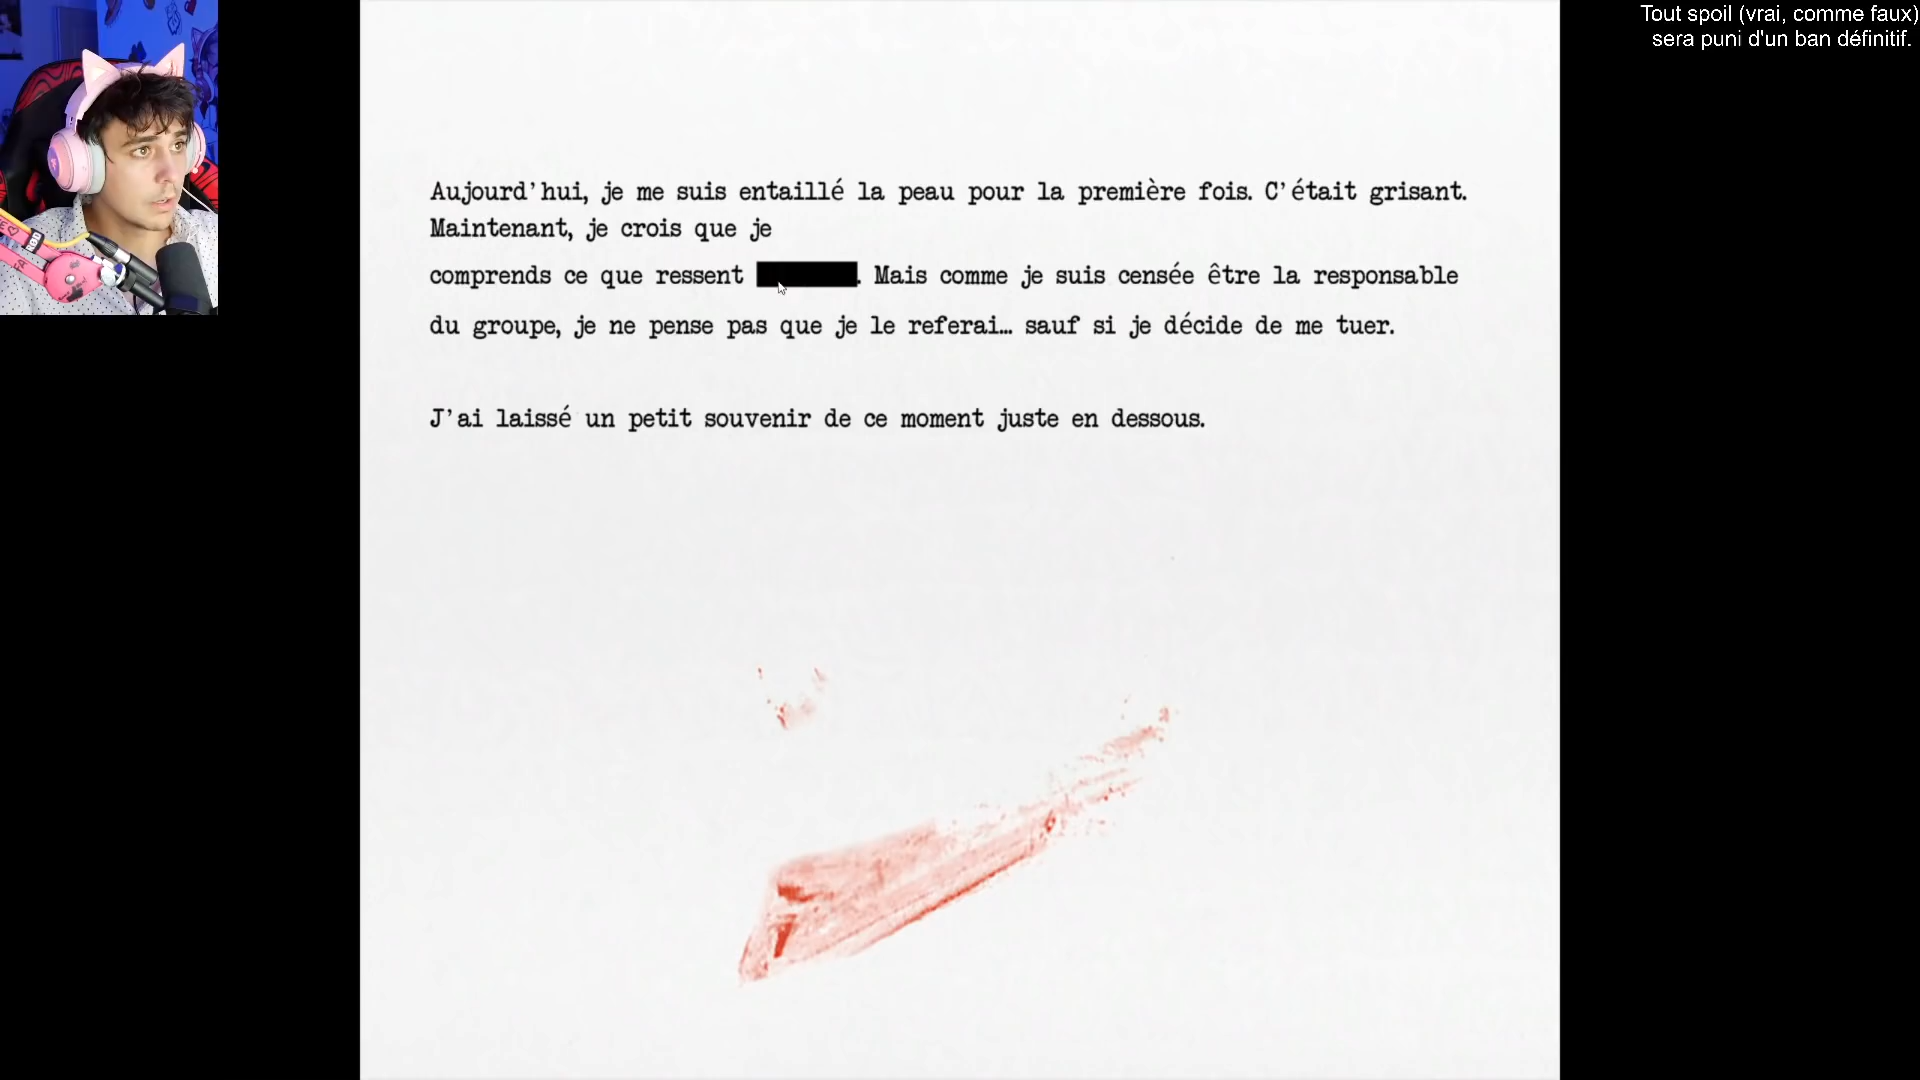 Tout spoil (vrai, comme faux)
sera puni d'un ban définitif.
Aujourd'hui, je me suis entaillé la peau pour la première fois. C'était grisant.
Maintenant, je crois que je
comprends ce que ressent . Mais comme je suis censée être la responsable
du groupe, je ne pense pas que je le referai… sauf si je décide de me tuer.
J'ai laissé un petit souvenir de ce moment juste en dessous.